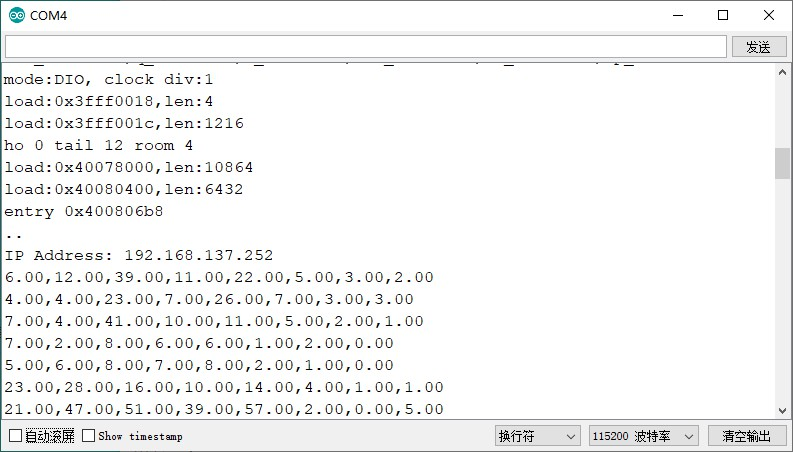 COM4
发送
mode:DIO, clock div:1
load:0x3fff0018,len:4
load:0x3fff001c,len:1216
ho 0 tail 12 room 4
load:0x40078000,len:10864
load:0x40080400,len:6432
entry 0x400806b8
..
IP Address: 192.168.137.252
6.00,12.00,39.00,11.00,22.00,5.00,3.00,2.00
4.00,4.00,23.00,7.00,26.00,7.00,3.00,3.00
7.00,4.00,41.00,10.00,11.00,5.00,2.00,1.00
7.00,2.00,8.00,6.00,6.00,1.00,2.00,0.00
5.00,6.00,8.00,7.00,8.00,2.00,1.00,0.00
23.00,28.00,16.00,10.00,14.00,4.00,1.00,1.00
21.00,47.00,51.00,39.00,57.00,2.00,0.00,5.00
自动滚屏 Show timestamp 换行符 115200 波特率 清空输出